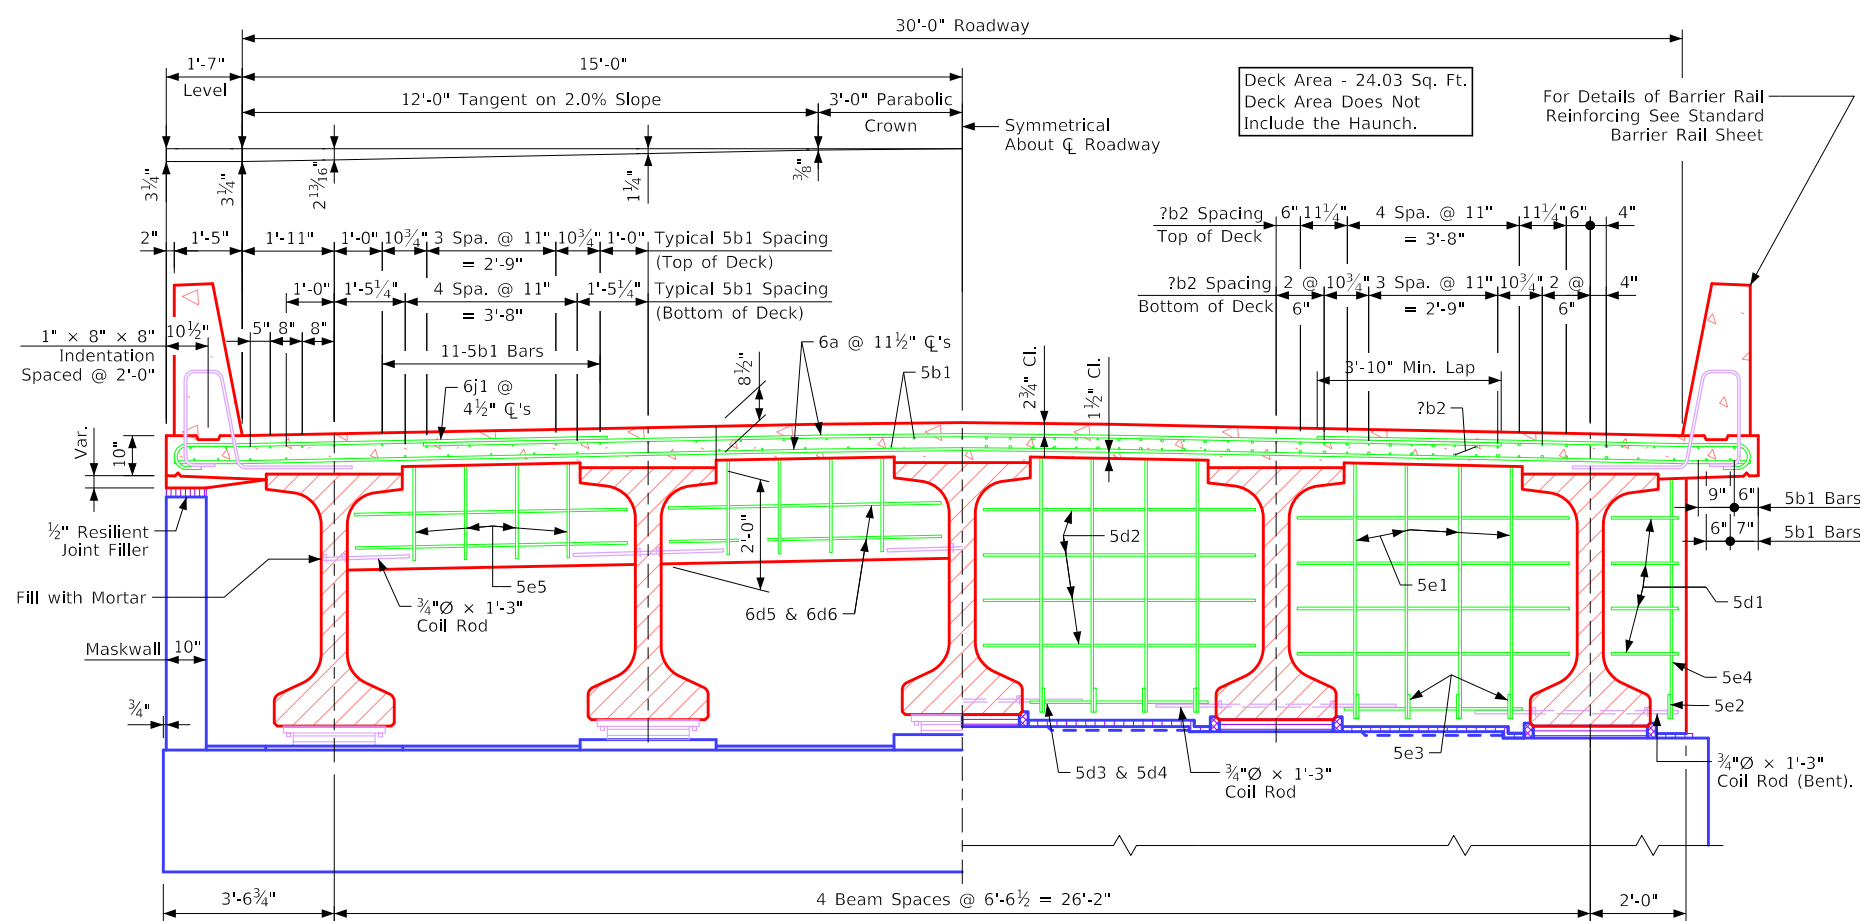 30'-0" Roadway
1'-7"
Level
15'-0"
12'-0" Tangent on 2.0% Slope
3'-0" Parabolic
Crown
Symmetrical
About ℄ Roadway
Deck Area - 24.03 Sq. Ft.
Deck Area Does Not
Include the Haunch.
For Details of Barrier Rail
Reinforcing See Standard
Barrier Rail Sheet
3¼"
3¼"
2 13/16"
1¼"
⅜"
2"
1'-5"
1'-11"
1'-0"
10¾"
3 Spa. @ 11"
= 2'-9"
10¾"
1'-0"
Typical 5b1 Spacing
(Top of Deck)
1'-0"
1'-5¼"
4 Spa. @ 11"
= 3'-8"
1'-5¼"
Typical 5b1 Spacing
(Bottom of Deck)
?b2 Spacing
Top of Deck
6"
11¼"
4 Spa. @ 11"
= 3'-8"
11¼"
6"
4"
?b2 Spacing
Bottom of Deck
2 @
6"
10¾"
3 Spa. @ 11"
= 2'-9"
10¾"
2 @
6"
4"
1" × 8" × 8"
Indentation
Spaced @ 2'-0"
10½"
5"
8"
8"
11-5b1 Bars
6j1 @
4½" ℄'s
8½"
6a @ 11½" ℄'s
5b1
2¾" Cl.
1½" Cl.
3'-10" Min. Lap
?b2
Var.
10"
½" Resilient
Joint Filler
Fill with Mortar
Maskwall
10"
¾"
5e5
¾"Ø × 1'-3"
Coil Rod
2'-0"
6d5 & 6d6
5d2
5e1
9"
6"
5b1 Bars
6"
7"
5b1 Bars
5d1
5e4
5e2
5d3 & 5d4
¾"Ø × 1'-3"
Coil Rod
5e3
¾"Ø × 1'-3"
Coil Rod (Bent).
3'-6¾"
4 Beam Spaces @ 6'-6½ = 26'-2"
2'-0"